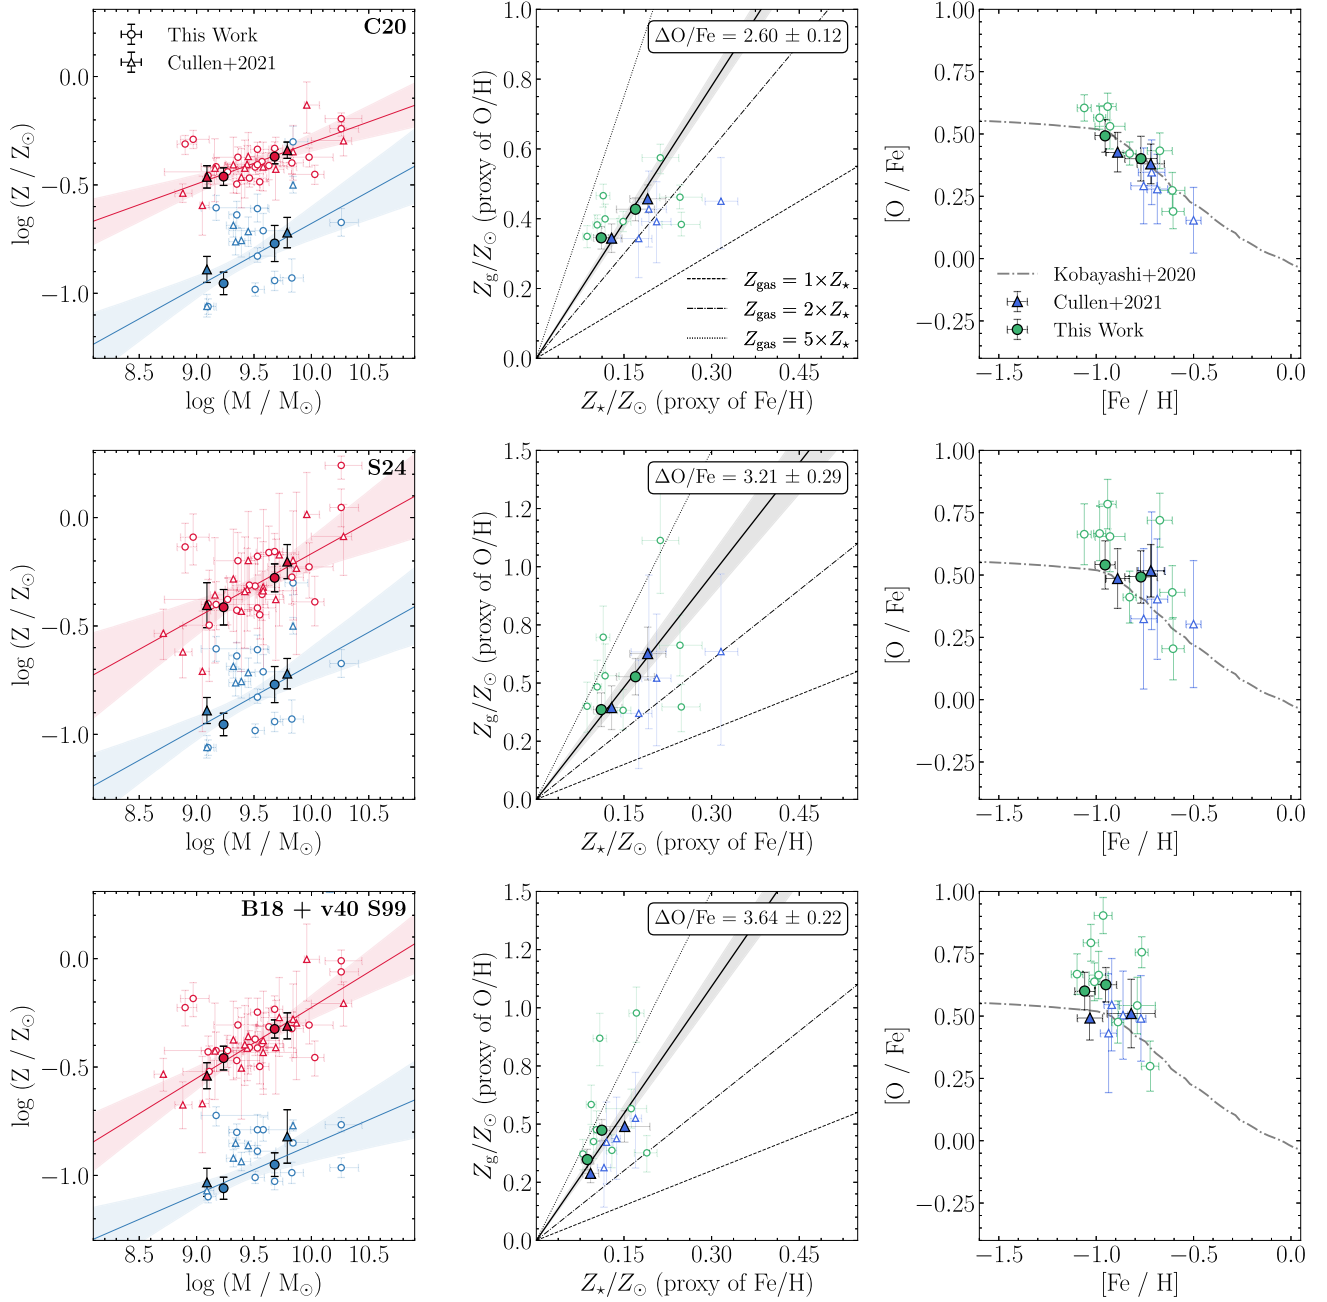 C20
This Work
Cullen+2021
0.0
−0.5
−1.0
log (Z / Z☉)
8.5 9.0 9.5 10.0 10.5
log (M / M☉)
ΔO/Fe = 2.60 ± 0.12
1.0
0.8
0.6
0.4
0.2
0.0
Zg/Z☉ (proxy of O/H)
Zgas = 1×Z⋆
Zgas = 2×Z⋆
Zgas = 5×Z⋆
0.15 0.30 0.45
Z⋆/Z☉ (proxy of Fe/H)
1.00
0.75
0.50
0.25
0.00
−0.25
[O / Fe]
Kobayashi+2020
Cullen+2021
This Work
−1.5 −1.0 −0.5 0.0
[Fe / H]
S24
0.0
−0.5
−1.0
log (Z / Z☉)
8.5 9.0 9.5 10.0 10.5
log (M / M☉)
ΔO/Fe = 3.21 ± 0.29
1.5
1.2
1.0
0.8
0.5
0.2
0.0
Zg/Z☉ (proxy of O/H)
0.15 0.30 0.45
Z⋆/Z☉ (proxy of Fe/H)
1.00
0.75
0.50
0.25
0.00
−0.25
[O / Fe]
−1.5 −1.0 −0.5 0.0
[Fe / H]
B18 + v40 S99
0.0
−0.5
−1.0
log (Z / Z☉)
8.5 9.0 9.5 10.0 10.5
log (M / M☉)
ΔO/Fe = 3.64 ± 0.22
1.5
1.2
1.0
0.8
0.5
0.2
0.0
Zg/Z☉ (proxy of O/H)
0.15 0.30 0.45
Z⋆/Z☉ (proxy of Fe/H)
1.00
0.75
0.50
0.25
0.00
−0.25
[O / Fe]
−1.5 −1.0 −0.5 0.0
[Fe / H]